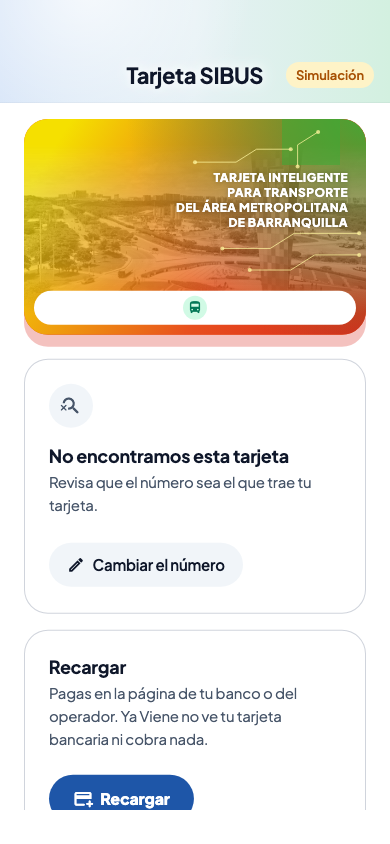 Tarjeta SIBUS
Simulación
TARJETA INTELIGENTE
PARA TRANSPORTE
DEL ÁREA METROPOLITANA
DE BARRANQUILLA
No encontramos esta tarjeta
Revisa que el número sea el que trae tu
tarjeta.
Cambiar el número
Recargar
Pagas en la página de tu banco o del
operador. Ya Viene no ve tu tarjeta
bancaria ni cobra nada.
Recargar